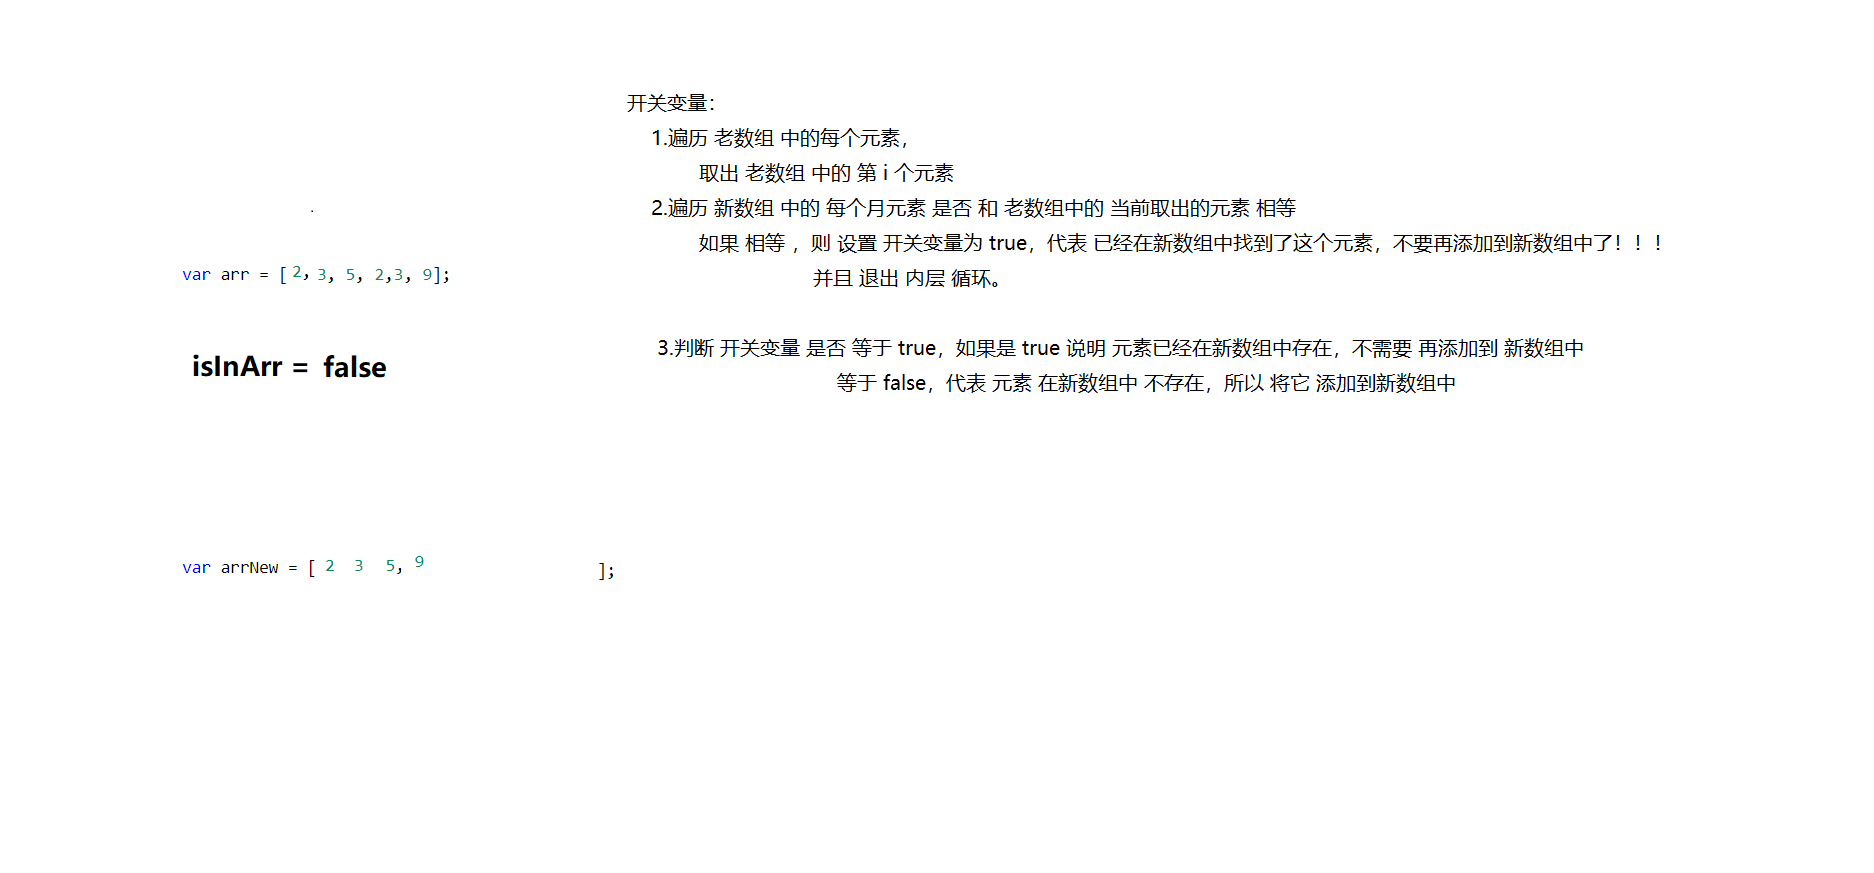 开关变量：
1.遍历 老数组 中的每个元素，
取出 老数组 中的 第 i 个元素
2.遍历 新数组 中的 每个月元素 是否 和 老数组中的 当前取出的元素 相等
如果 相等 ，则 设置 开关变量为 true，代表 已经在新数组中找到了这个元素，不要再添加到新数组中了！！！
并且 退出 内层 循环。
var arr = [ 2, 3, 5, 2,3, 9];
3.判断 开关变量 是否 等于 true，如果是 true 说明 元素已经在新数组中存在，不需要 再添加到 新数组中
isInArr = false
等于 false，代表 元素 在新数组中 不存在，所以 将它 添加到新数组中
var arrNew = [ 2 3 5, 9 ];